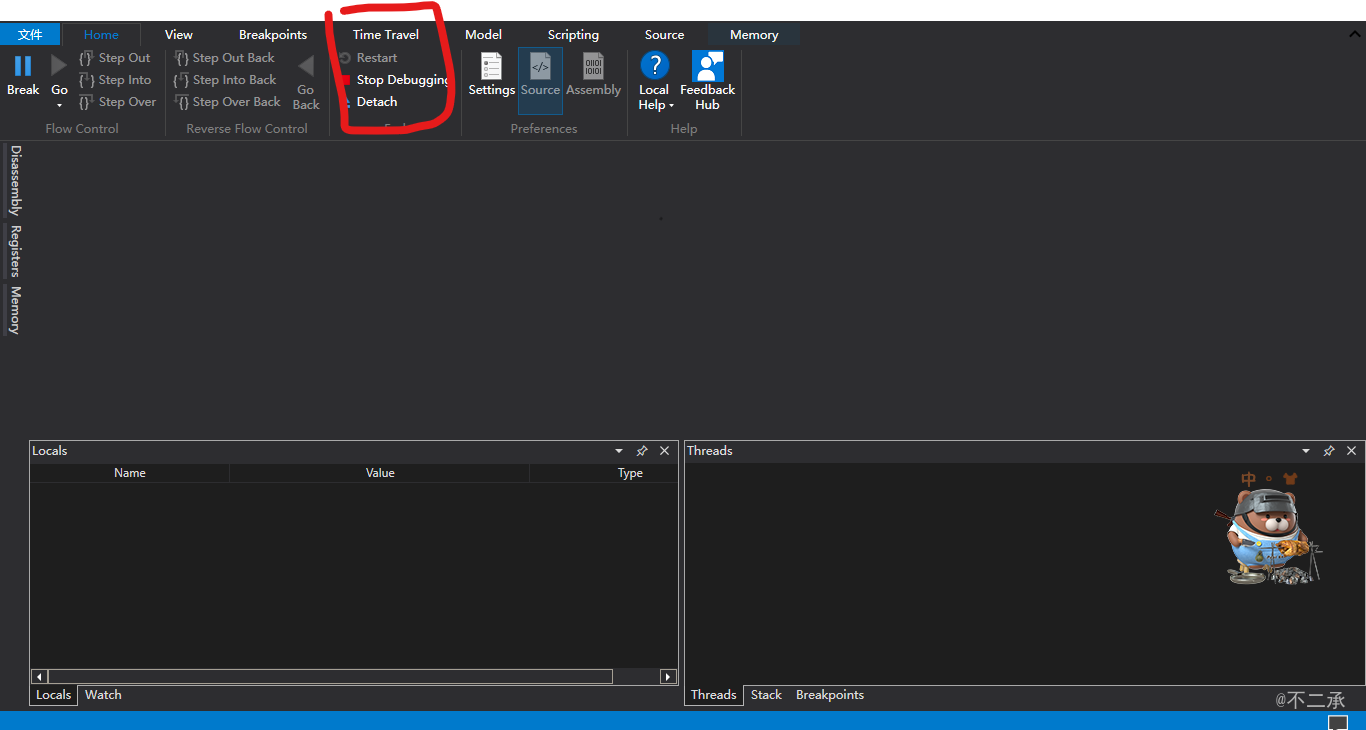 文件 Home View Breakpoints Time Travel Model Scripting Source Memory
Break
Go
Step Out
Step Into
Step Over
Flow Control
Step Out Back
Step Into Back
Step Over Back
Go
Back
Reverse Flow Control
Restart
Stop Debugging
Detach
Settings
Source
Assembly
Preferences
Local
Help
Feedback
Hub
Help
Disassembly
Registers
Memory
Locals
Name Value Type
Locals Watch
Threads
中
Threads Stack Breakpoints
@不二承